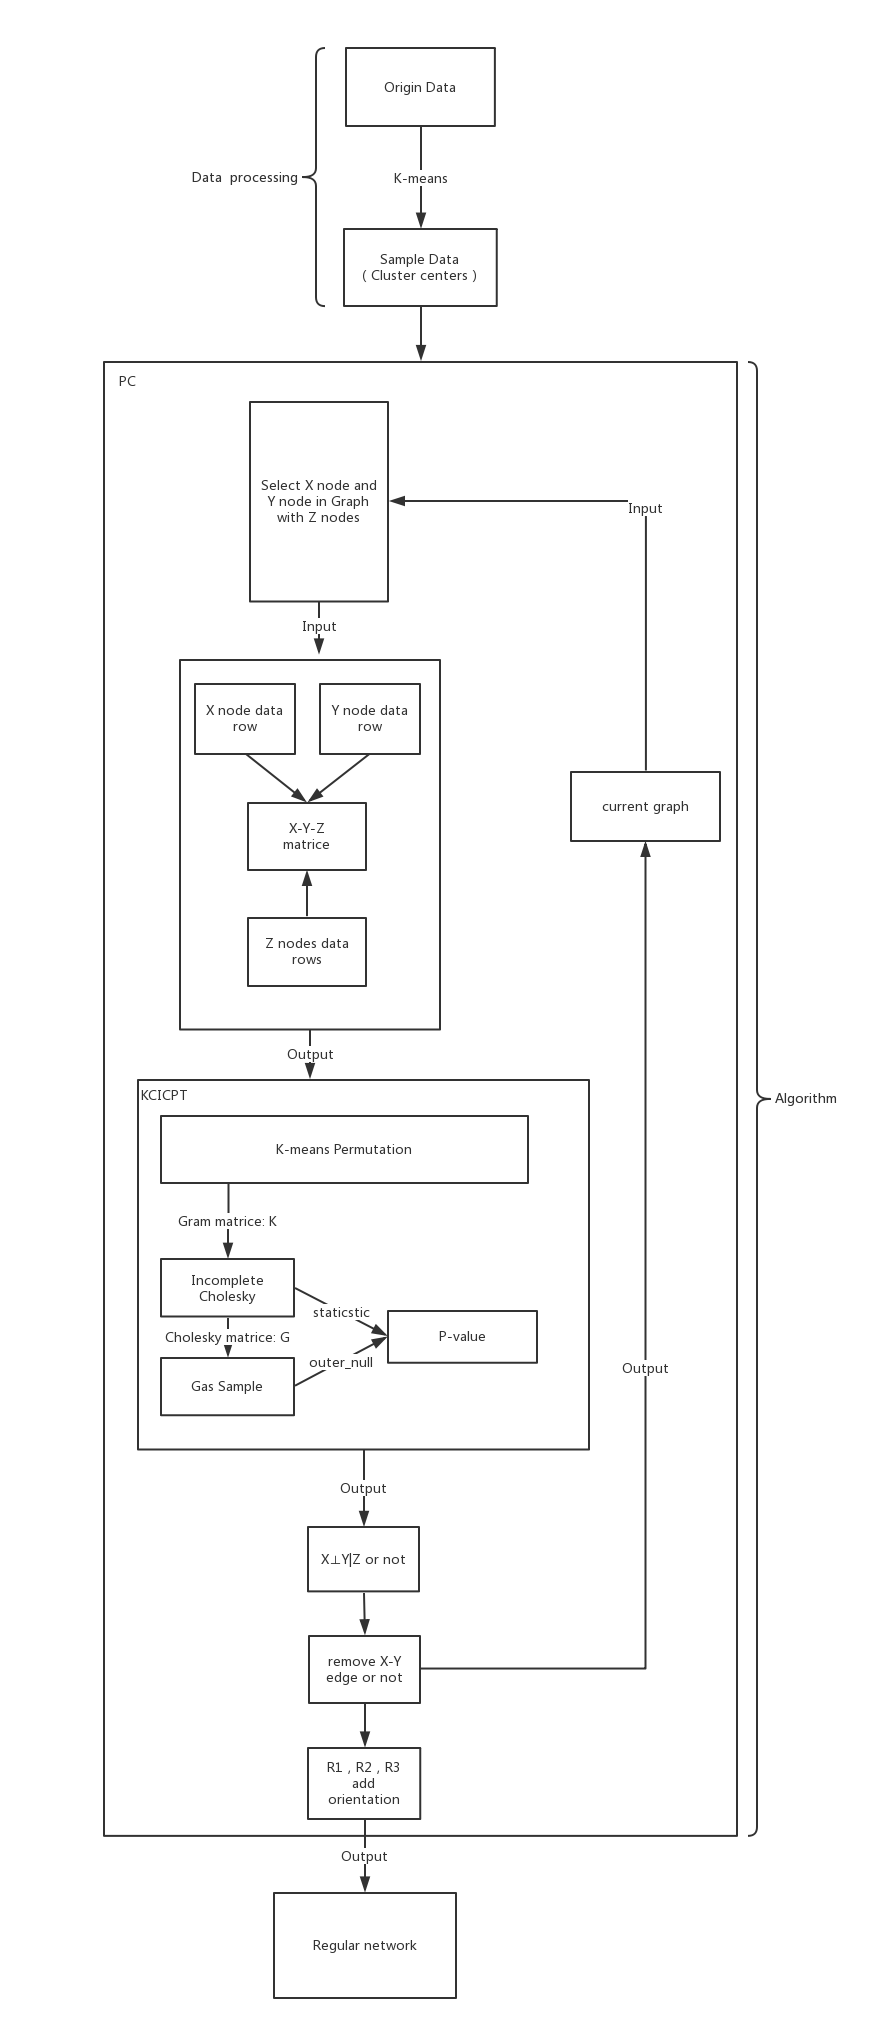 Origin Data
Data processing
K-means
Sample Data
( Cluster centers )
PC
Select X node and
Y node in Graph
with Z nodes
Input
Input
X node data
row
Y node data
row
current graph
X-Y-Z
matrice
Z nodes data
rows
Output
KCICPT
Algorithm
K-means Permutation
Gram matrice: K
Incomplete
Cholesky
staticstic
Cholesky matrice: G
P-value
outer_null
Gas Sample
Output
Output
X⊥Y|Z or not
remove X-Y
edge or not
R1 , R2 , R3
add
orientation
Output
Regular network